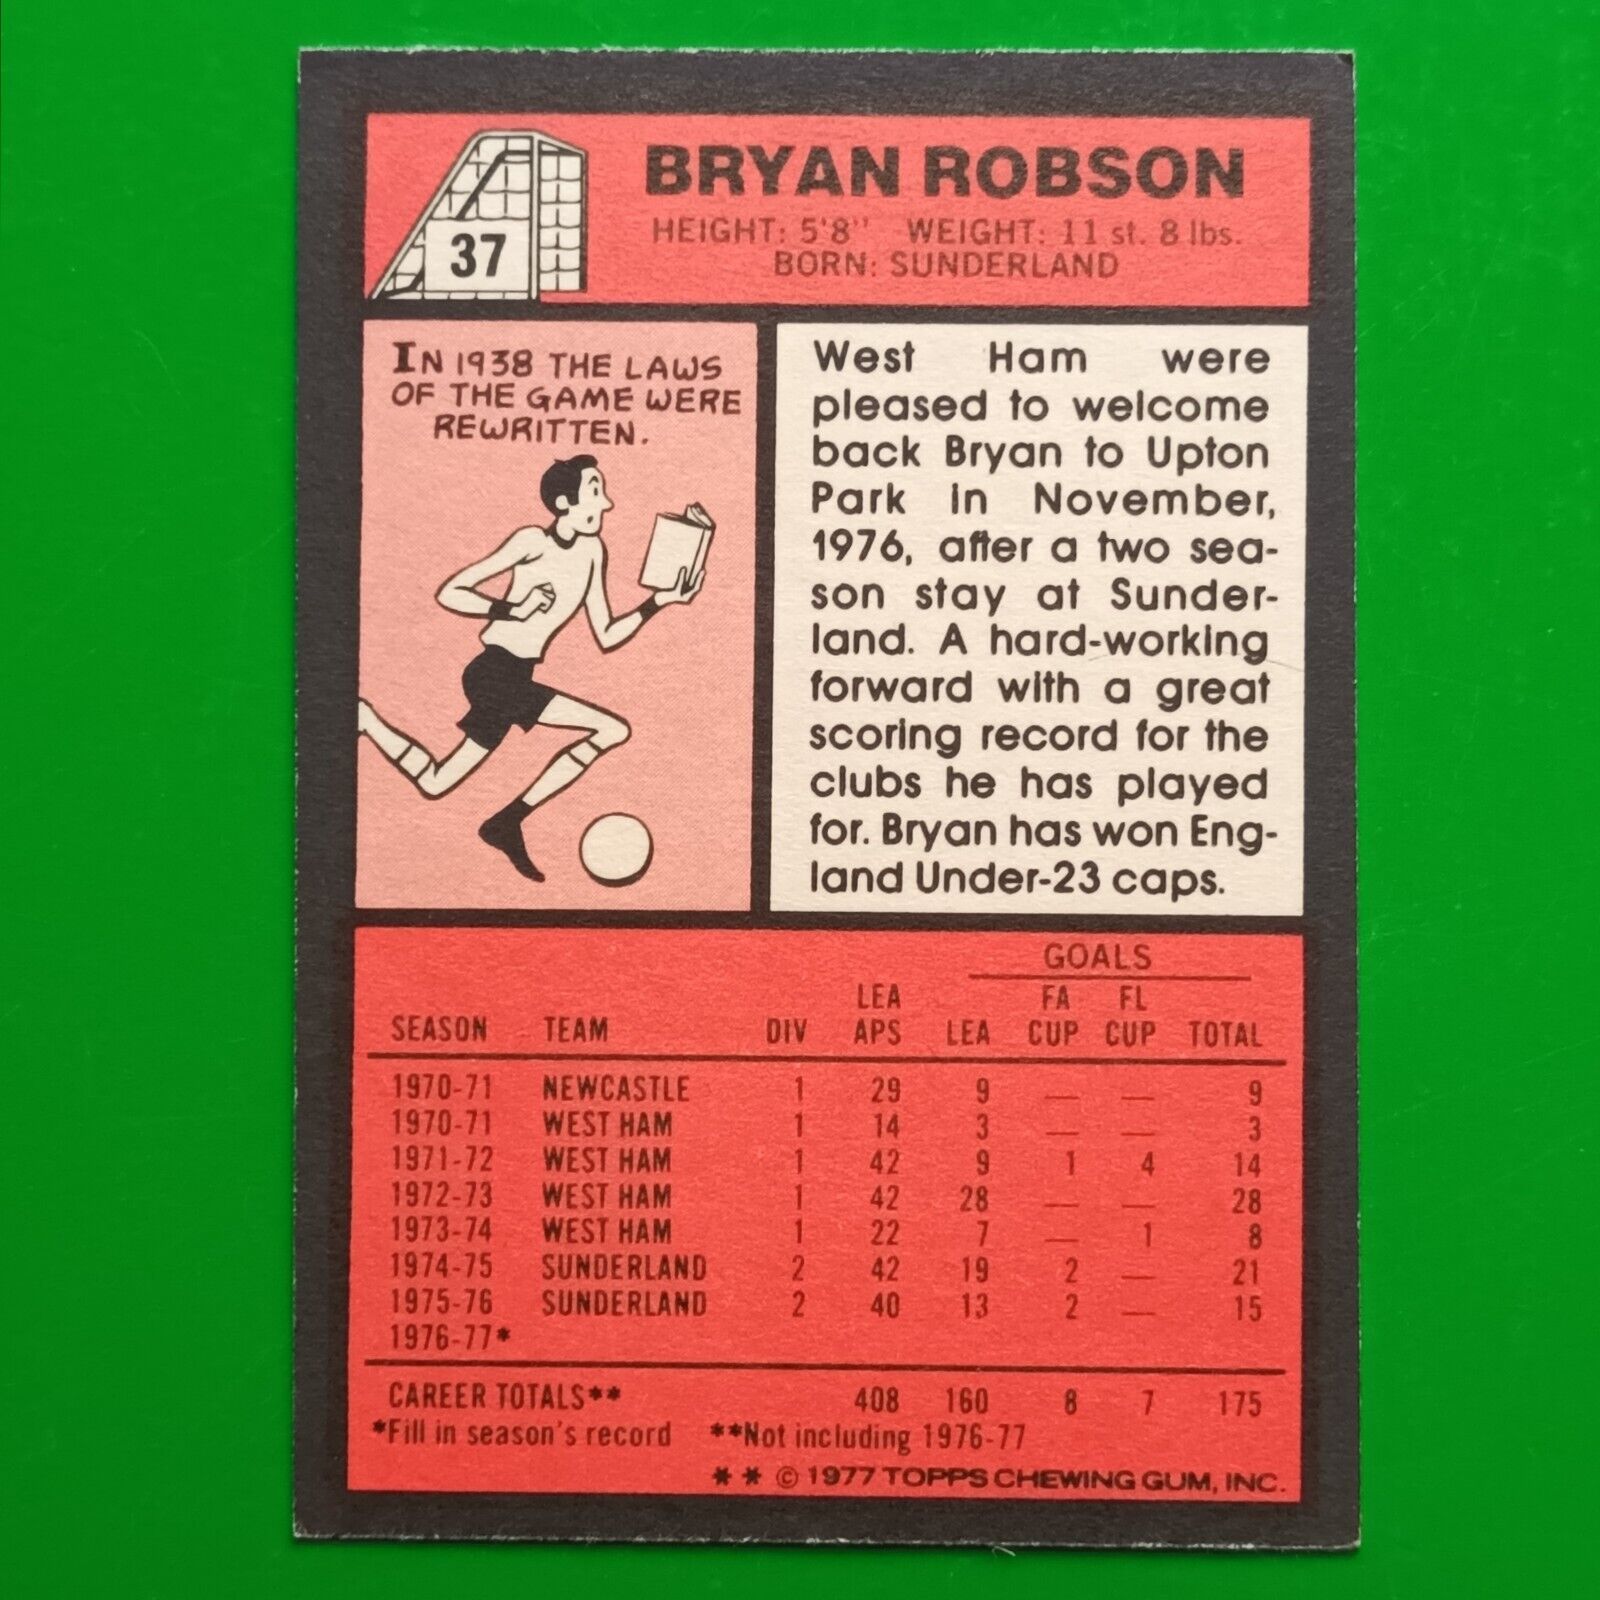 37
BRYAN ROBSON
HEIGHT: 5'8" WEIGHT: 11 st. 8 lbs.
BORN: SUNDERLAND
IN 1938 THE LAWS
OF THE GAME WERE
REWRITTEN.
West Ham were
pleased to welcome
back Bryan to Upton
Park in November,
1976, after a two sea-
son stay at Sunder-
land. A hard-working
forward with a great
scoring record for the
clubs he has played
for. Bryan has won Eng-
land Under-23 caps.
GOALS
LEA FA FL
SEASON TEAM DIV APS LEA CUP CUP TOTAL
1970-71 NEWCASTLE 1 29 9 — — 9
1970-71 WEST HAM 1 14 3 — — 3
1971-72 WEST HAM 1 42 9 1 4 14
1972-73 WEST HAM 1 42 28 — — 28
1973-74 WEST HAM 1 22 7 — 1 8
1974-75 SUNDERLAND 2 42 19 2 — 21
1975-76 SUNDERLAND 2 40 13 2 — 15
1976-77*
CAREER TOTALS** 408 160 8 7 175
*Fill in season's record **Not including 1976-77
* * © 1977 TOPPS CHEWING GUM, INC.